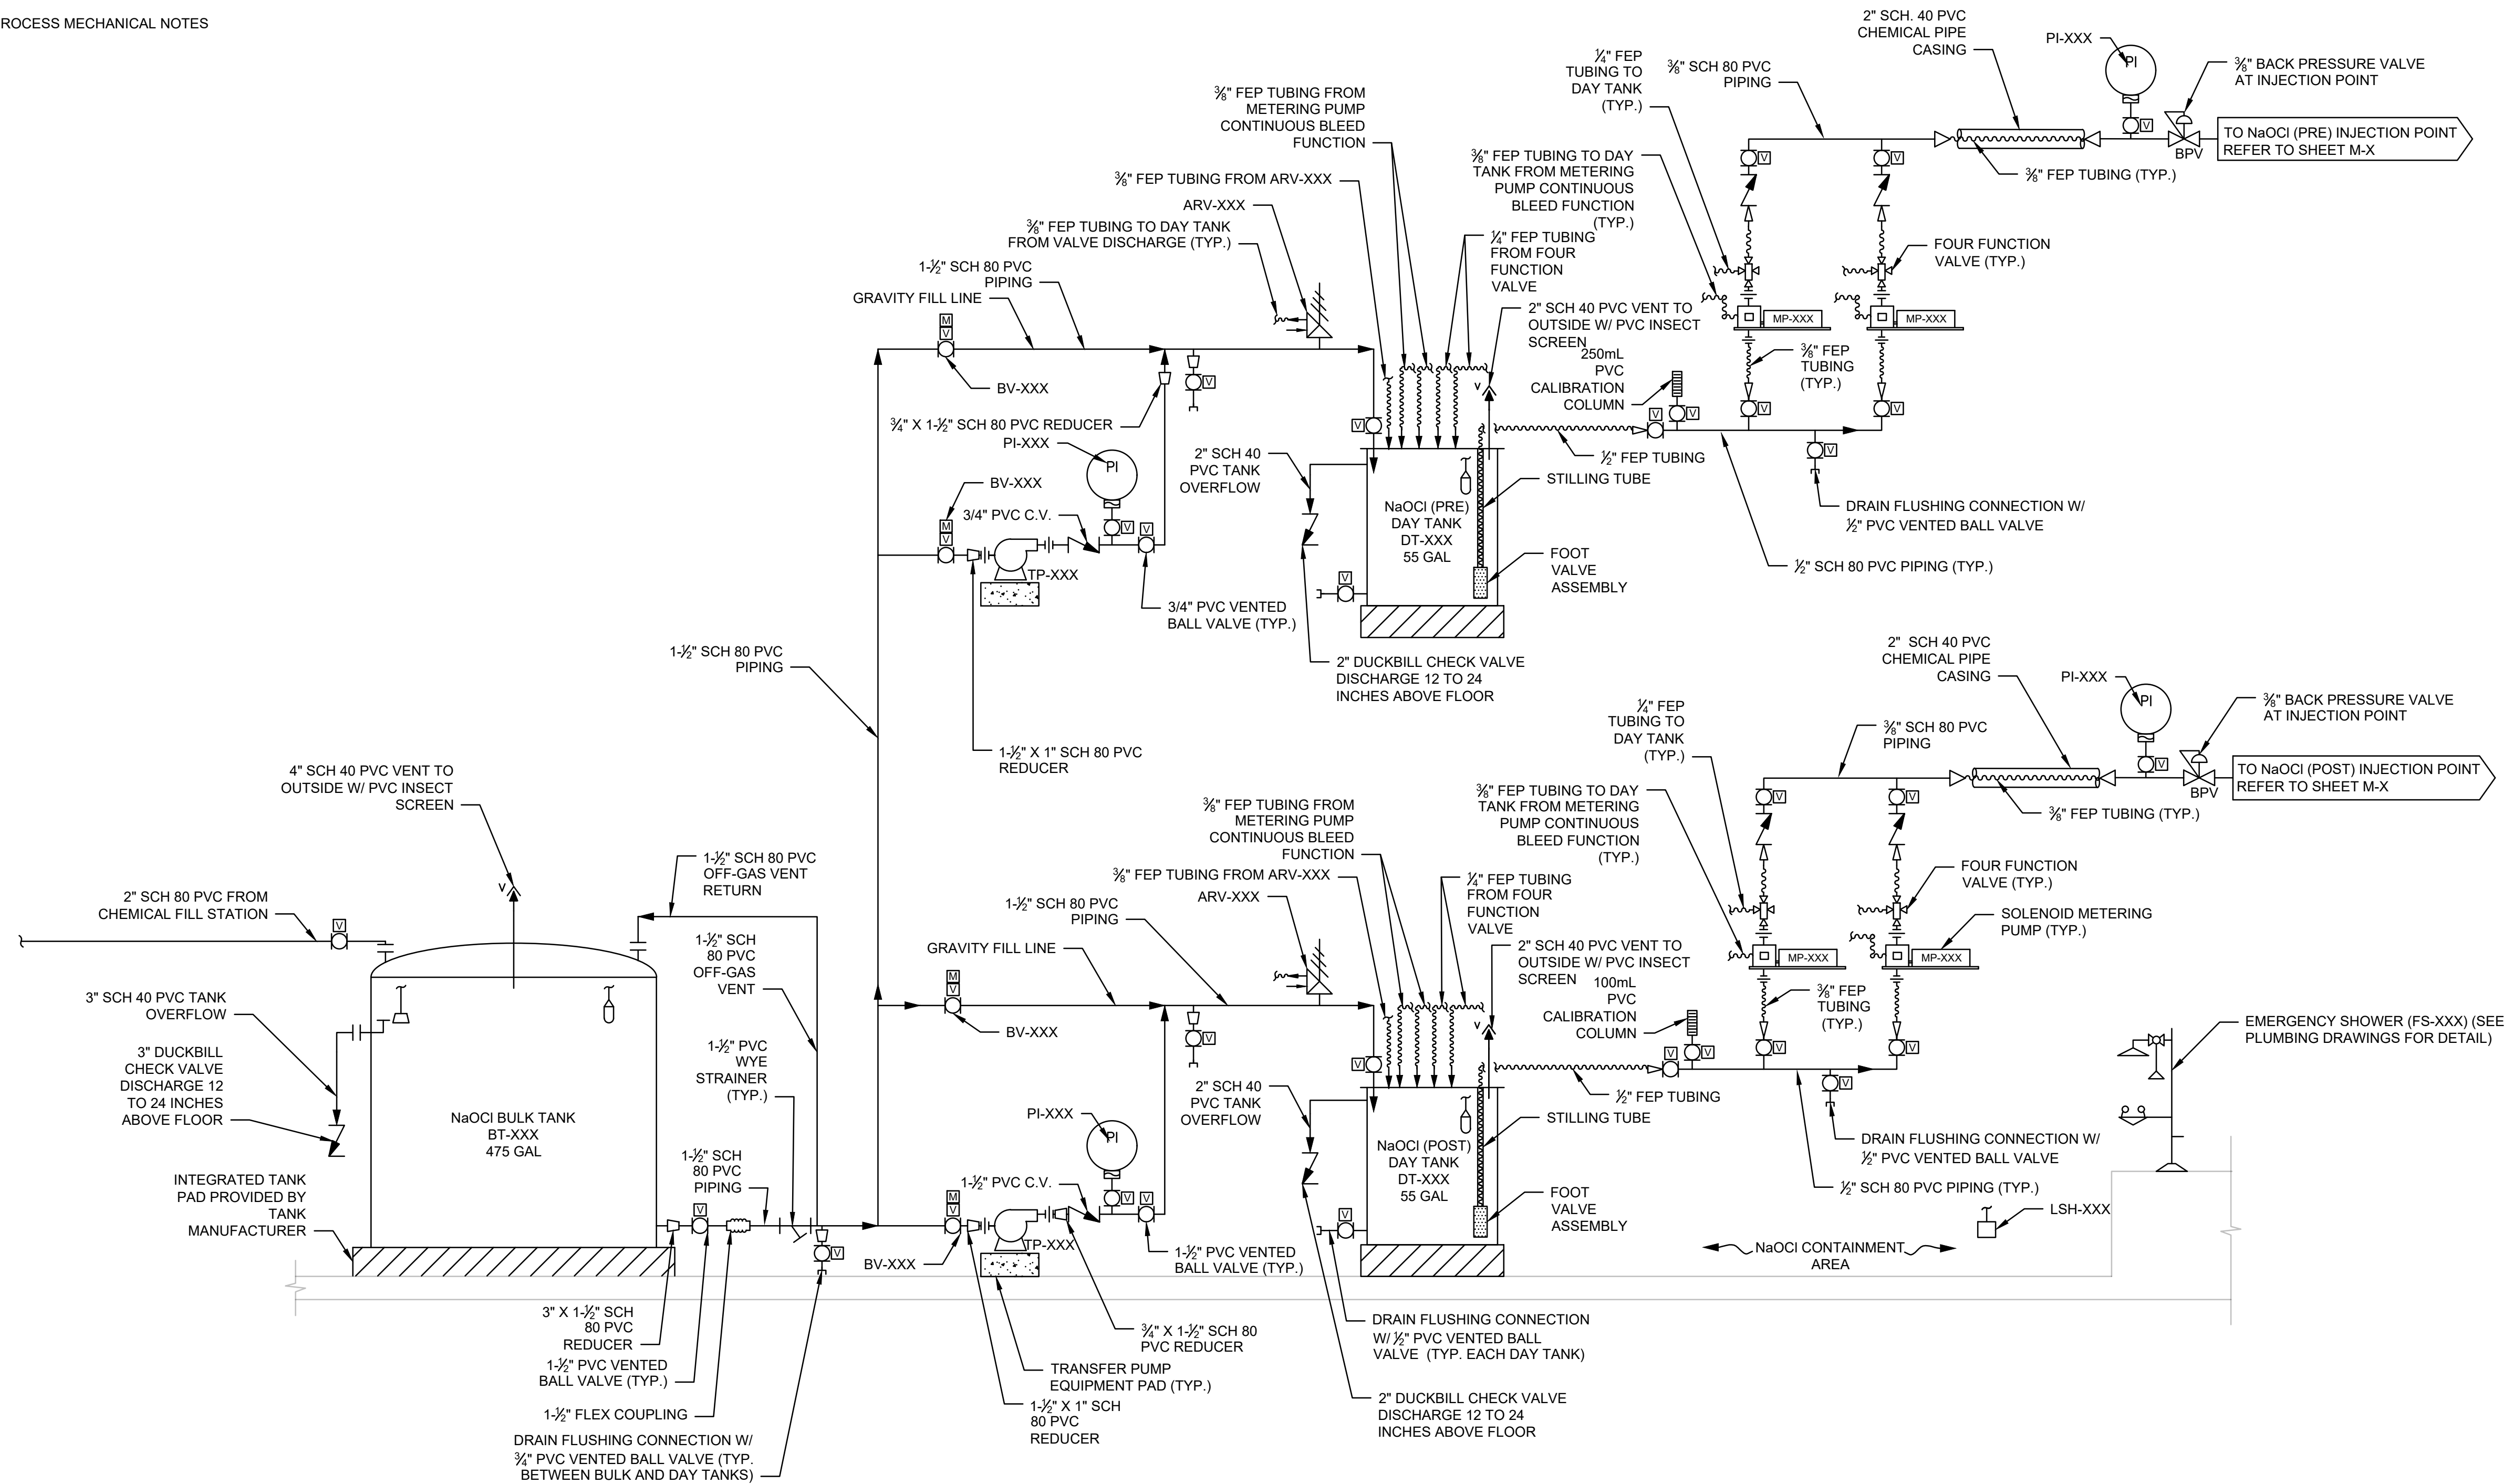 ROCESS MECHANICAL NOTES
2" SCH. 40 PVC
CHEMICAL PIPE
CASING
PI-XXX
PI
⅜" BACK PRESSURE VALVE
AT INJECTION POINT
¼" FEP
TUBING TO
DAY TANK
(TYP.)
⅜" SCH 80 PVC
PIPING
V
TO NaOCl (PRE) INJECTION POINT
REFER TO SHEET M-X
BPV
⅜" FEP TUBING (TYP.)
V
V
⅜" FEP TUBING FROM
METERING PUMP
CONTINUOUS BLEED
FUNCTION
⅜" FEP TUBING TO DAY
TANK FROM METERING
PUMP CONTINUOUS
BLEED FUNCTION
(TYP.)
⅜" FEP TUBING FROM ARV-XXX
ARV-XXX
⅜" FEP TUBING TO DAY TANK
FROM VALVE DISCHARGE (TYP.)
¼" FEP TUBING
FROM FOUR
FUNCTION
VALVE
FOUR FUNCTION
VALVE (TYP.)
1-½" SCH 80 PVC
PIPING
GRAVITY FILL LINE
M
V
BV-XXX
2" SCH 40 PVC VENT TO
OUTSIDE W/ PVC INSECT
SCREEN
MP-XXX
MP-XXX
250mL
PVC
CALIBRATION
COLUMN
⅜" FEP
TUBING
(TYP.)
V
V
V
V
V
V
V
V
¾" X 1-½" SCH 80 PVC REDUCER
PI-XXX
PI
2" SCH 40
PVC TANK
OVERFLOW
½" FEP TUBING
V
STILLING TUBE
DRAIN FLUSHING CONNECTION W/
½" PVC VENTED BALL VALVE
BV-XXX
3/4" PVC C.V.
M
V
V
V
TP-XXX
NaOCl (PRE)
DAY TANK
DT-XXX
55 GAL
V
FOOT
VALVE
ASSEMBLY
½" SCH 80 PVC PIPING (TYP.)
3/4" PVC VENTED
BALL VALVE (TYP.)
2" DUCKBILL CHECK VALVE
DISCHARGE 12 TO 24
INCHES ABOVE FLOOR
1-½" SCH 80 PVC
PIPING
1-½" X 1" SCH 80 PVC
REDUCER
2" SCH 40 PVC
CHEMICAL PIPE
CASING
PI-XXX
PI
⅜" BACK PRESSURE VALVE
AT INJECTION POINT
¼" FEP
TUBING TO
DAY TANK
(TYP.)
⅜" SCH 80 PVC
PIPING
V
TO NaOCl (POST) INJECTION POINT
REFER TO SHEET M-X
BPV
⅜" FEP TUBING (TYP.)
V
V
4" SCH 40 PVC VENT TO
OUTSIDE W/ PVC INSECT
SCREEN
V
⅜" FEP TUBING FROM
METERING PUMP
CONTINUOUS BLEED
FUNCTION
⅜" FEP TUBING TO DAY
TANK FROM METERING
PUMP CONTINUOUS
BLEED FUNCTION
(TYP.)
⅜" FEP TUBING FROM ARV-XXX
ARV-XXX
¼" FEP TUBING
FROM FOUR
FUNCTION
VALVE
FOUR FUNCTION
VALVE (TYP.)
SOLENOID METERING
PUMP (TYP.)
1-½" SCH 80 PVC
OFF-GAS VENT
RETURN
2" SCH 80 PVC FROM
CHEMICAL FILL STATION
V
1-½" SCH 80 PVC
PIPING
GRAVITY FILL LINE
M
V
BV-XXX
1-½" SCH
80 PVC
OFF-GAS
VENT
2" SCH 40 PVC VENT TO
OUTSIDE W/ PVC INSECT
SCREEN
MP-XXX
MP-XXX
100mL
PVC
CALIBRATION
COLUMN
⅜" FEP
TUBING
(TYP.)
V
V
V
V
V
V
V
V
3" SCH 40 PVC TANK
OVERFLOW
3" DUCKBILL
CHECK VALVE
DISCHARGE 12
TO 24 INCHES
ABOVE FLOOR
1-½" PVC
WYE
STRAINER
(TYP.)
EMERGENCY SHOWER (FS-XXX) (SEE
PLUMBING DRAWINGS FOR DETAIL)
NaOCl BULK TANK
BT-XXX
475 GAL
PI-XXX
PI
2" SCH 40
PVC TANK
OVERFLOW
½" FEP TUBING
STILLING TUBE
V
DRAIN FLUSHING CONNECTION W/
½" PVC VENTED BALL VALVE
INTEGRATED TANK
PAD PROVIDED BY
TANK
MANUFACTURER
1-½" SCH
80 PVC
PIPING
V
V
1-½" PVC C.V.
M
V
V
V
TP-XXX
BV-XXX
NaOCl (POST)
DAY TANK
DT-XXX
55 GAL
V
FOOT
VALVE
ASSEMBLY
½" SCH 80 PVC PIPING (TYP.)
LSH-XXX
NaOCl CONTAINMENT
AREA
1-½" PVC VENTED
BALL VALVE (TYP.)
3" X 1-½" SCH
80 PVC
REDUCER
1-½" PVC VENTED
BALL VALVE (TYP.)
1-½" FLEX COUPLING
DRAIN FLUSHING CONNECTION W/
¾" PVC VENTED BALL VALVE (TYP.
BETWEEN BULK AND DAY TANKS)
¾" X 1-½" SCH 80
PVC REDUCER
TRANSFER PUMP
EQUIPMENT PAD (TYP.)
1-½" X 1" SCH
80 PVC
REDUCER
DRAIN FLUSHING CONNECTION
W/ ½" PVC VENTED BALL
VALVE (TYP. EACH DAY TANK)
2" DUCKBILL CHECK VALVE
DISCHARGE 12 TO 24
INCHES ABOVE FLOOR